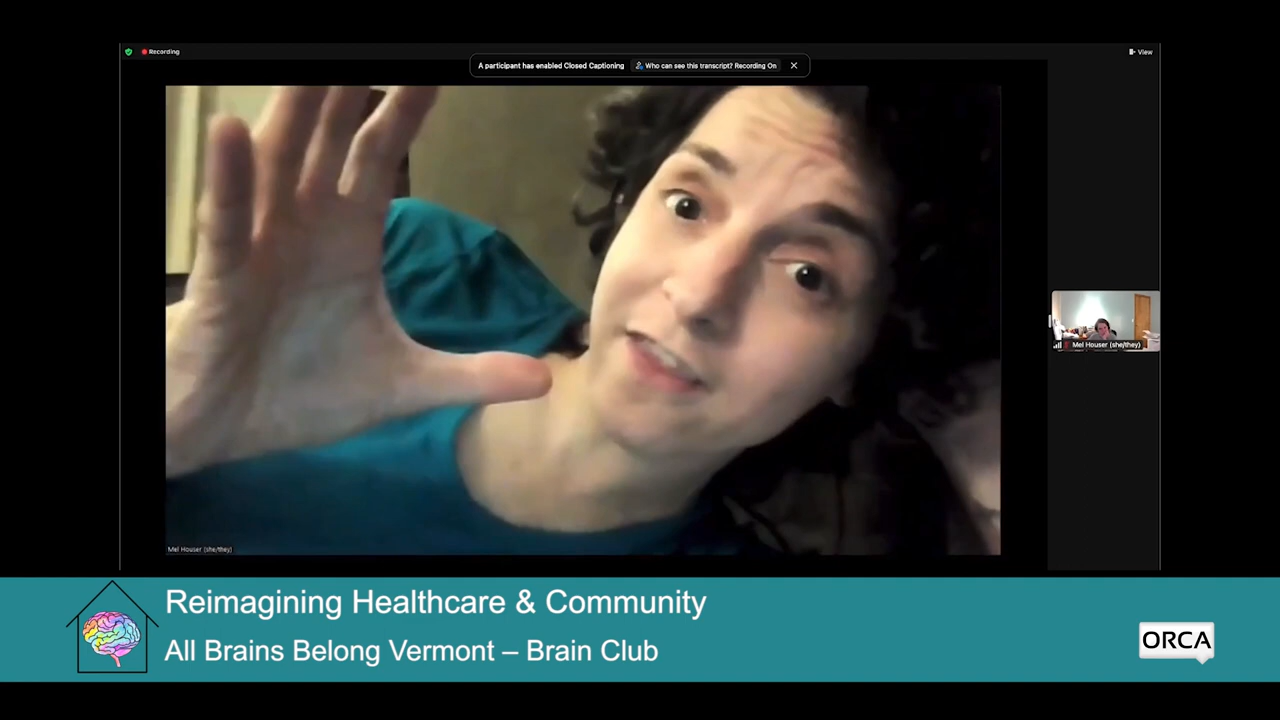 Recording
View
A participant has enabled Closed Captioning
Who can see this transcript? Recording On
Mel Houser (she/they)
Mel Houser (she/they)
Reimagining Healthcare & Community
All Brains Belong Vermont – Brain Club
ORCA